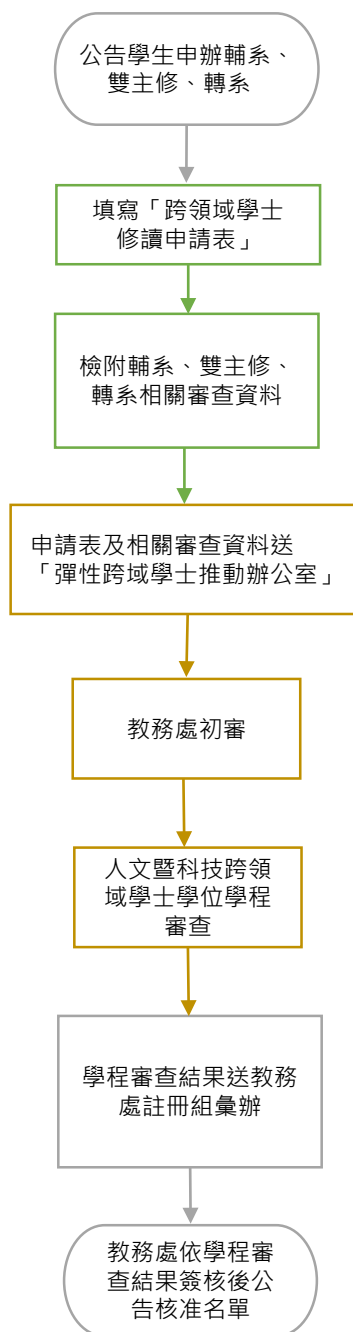 公告學生申辦輔系、
雙主修、轉系
填寫「跨領域學士
修讀申請表」
檢附輔系、雙主修、
轉系相關審查資料
申請表及相關審查資料送
「彈性跨域學士推動辦公室」
教務處初審
人文暨科技跨領
域學士學位學程
審查
學程審查結果送教務
處註冊組彙辦
教務處依學程審
查結果簽核後公
告核准名單